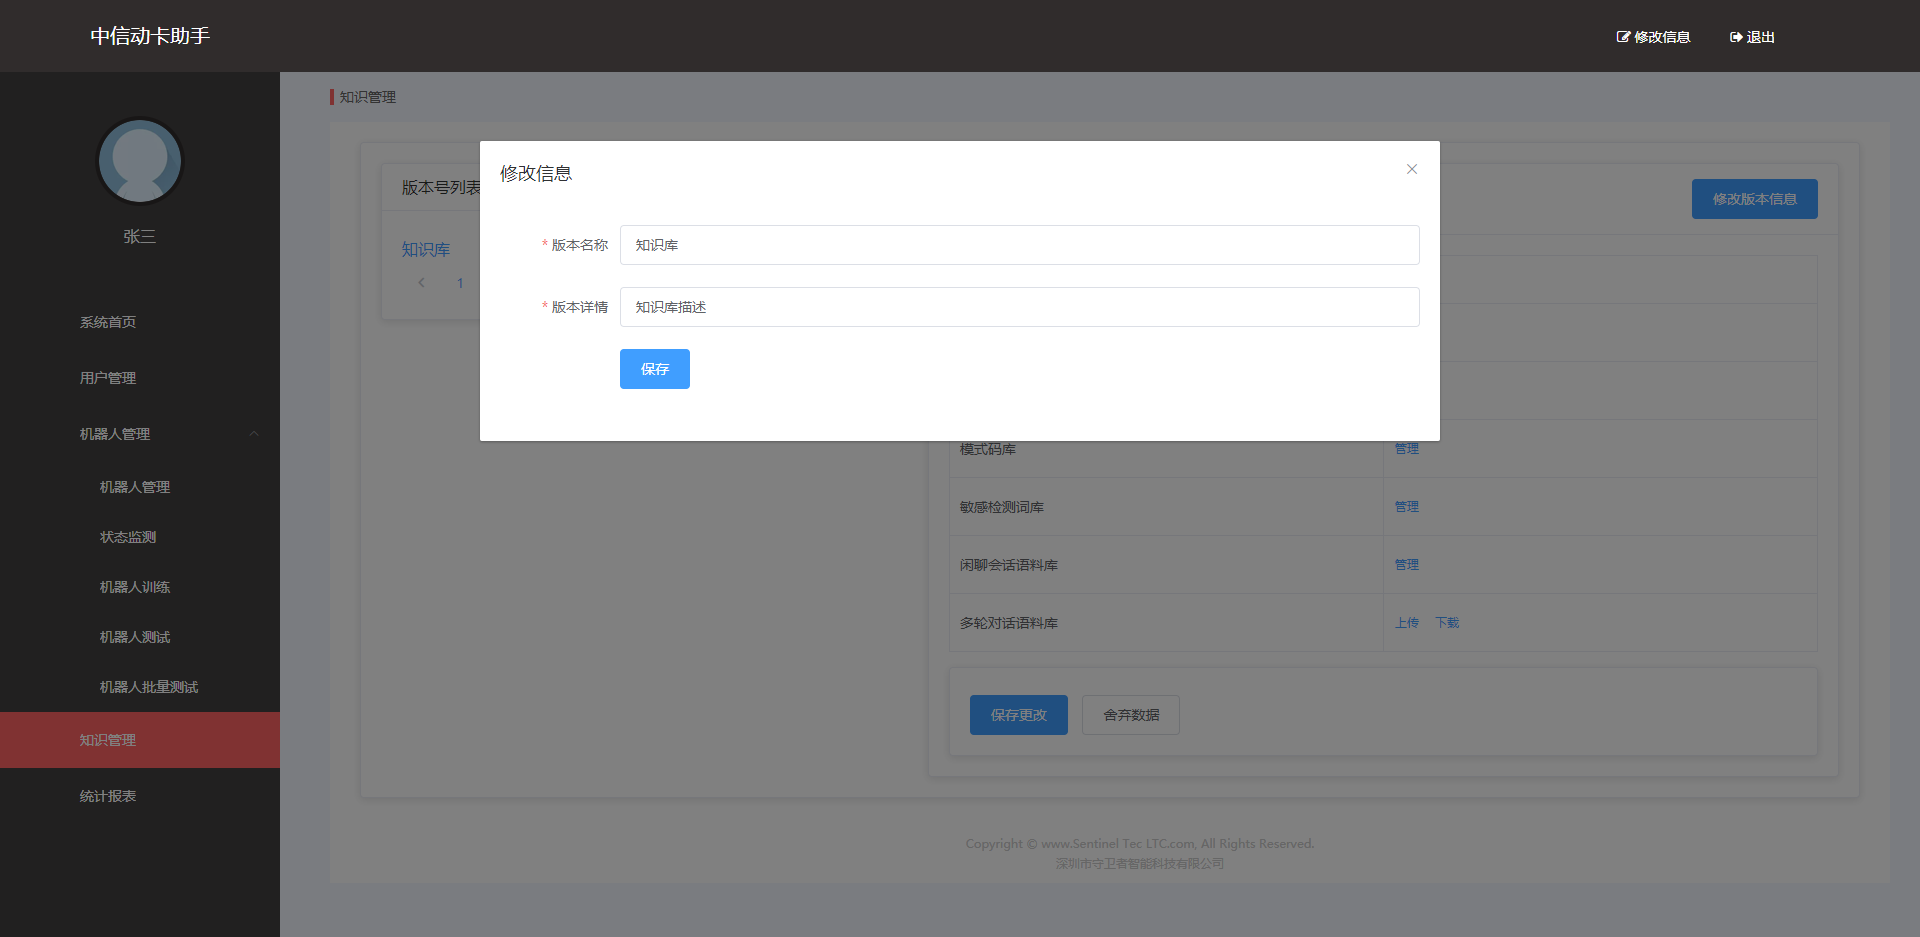 中信动卡助手
修改信息
退出
张三
系统首页
用户管理
机器人管理
机器人管理
状态监测
机器人训练
机器人测试
机器人批量测试
知识管理
统计报表
知识管理
版本号列表
知识库
1
修改版本信息
修改信息
* 版本名称 知识库
* 版本详情 知识库描述
保存
模式码库 管理
敏感检测词库 管理
闲聊会话语料库 管理
多轮对话语料库 上传 下载
保存更改 舍弃数据
Copyright © www.Sentinel Tec LTC.com, All Rights Reserved.
深圳市守卫者智能科技有限公司